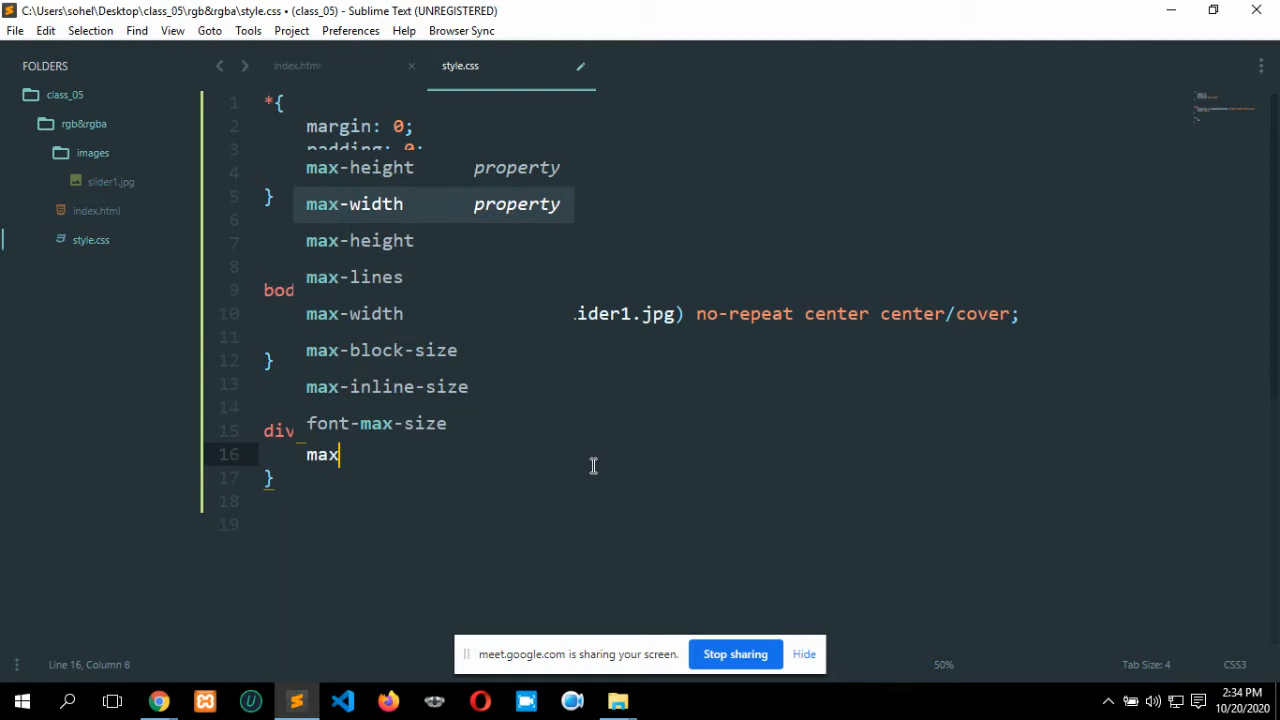 C:\Users\sohel\Desktop\class_05\rgb&rgba\style.css • (class_05) - Sublime Text (UNREGISTERED)
File Edit Selection Find View Goto Tools Project Preferences Help Browser Sync
FOLDERS
class_05
rgb&rgba
images
slider1.jpg
index.html
style.css
index.html
style.css
1 *{
2 margin: 0;
3 padding: 0;
4 max-height property
5 }
max-width property
6
7 max-height
8 max-lines
9 bod
10 max-width .ider1.jpg) no-repeat center center/cover;
11
12 } max-block-size
13 max-inline-size
14 font-max-size
15 div
16 max
17 }
18
19
meet.google.com is sharing your screen. Stop sharing Hide
Line 16, Column 6 50% Tab Size: 4 CSS3
2:34 PM
10/20/2020